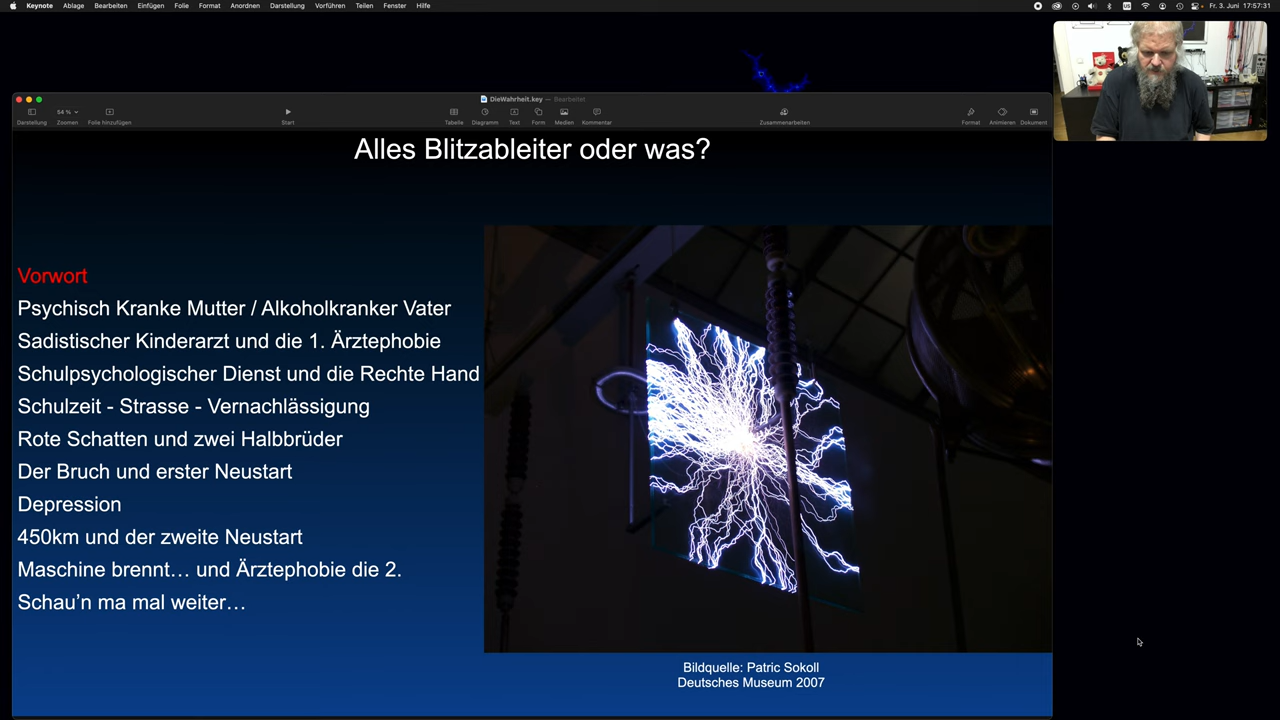 Keynote Ablage Bearbeiten Einfügen Folie Format Anordnen Darstellung Vorführen Teilen Fenster Hilfe
US
Fr. 3. Juni 17:57:31
DieWahrheit.key — Bearbeitet
54 %
Darstellung Zoomen Folie hinzufügen Start Tabelle Diagramm Text Form Medien Kommentar Zusammenarbeiten Format Animieren Dokument
Alles Blitzableiter oder was?
Vorwort
Psychisch Kranke Mutter / Alkoholkranker Vater
Sadistischer Kinderarzt und die 1. Ärztephobie
Schulpsychologischer Dienst und die Rechte Hand
Schulzeit - Strasse - Vernachlässigung
Rote Schatten und zwei Halbbrüder
Der Bruch und erster Neustart
Depression
450km und der zweite Neustart
Maschine brennt… und Ärztephobie die 2.
Schau’n ma mal weiter…
Bildquelle: Patric Sokoll
Deutsches Museum 2007